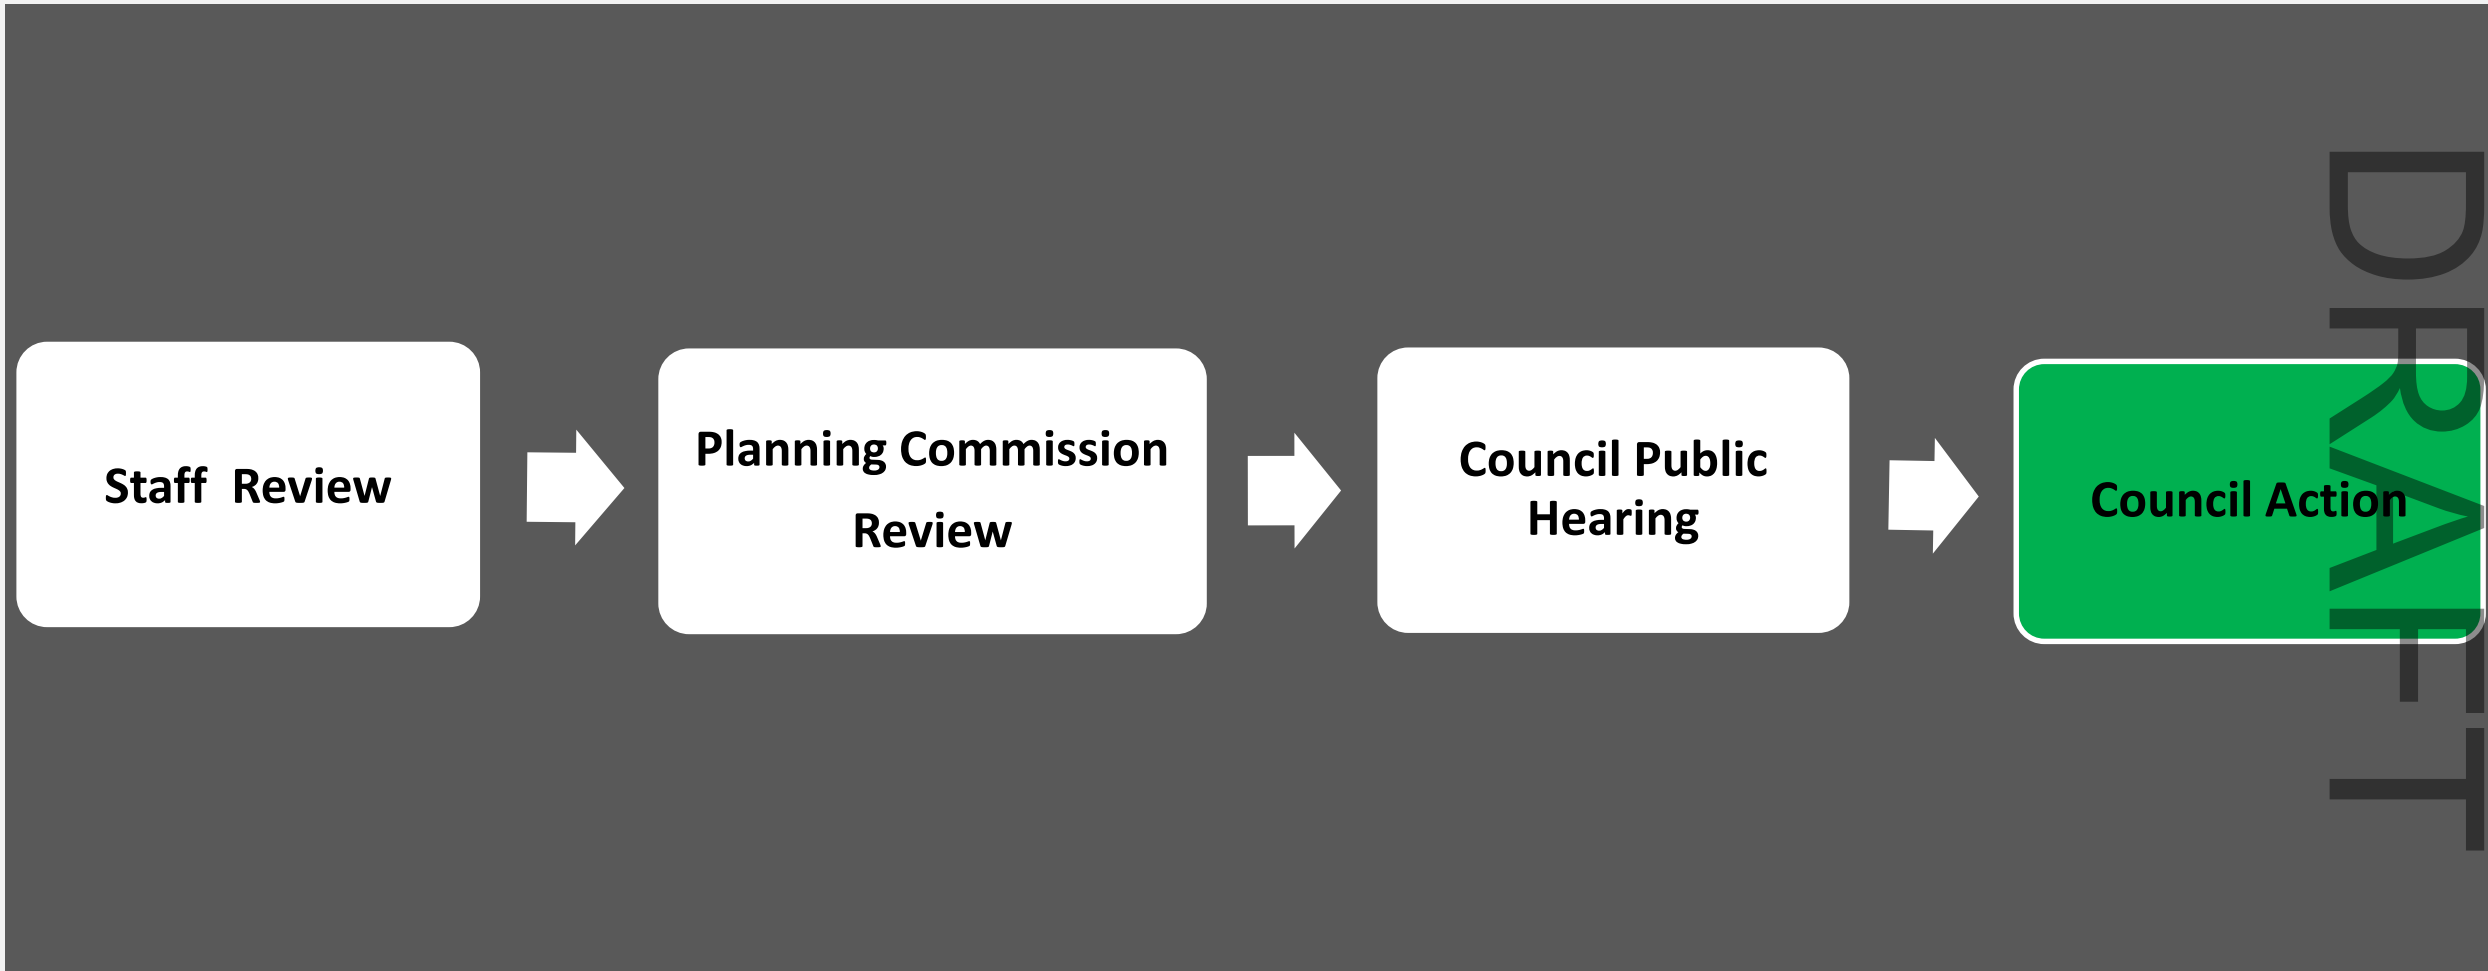 Staff  Review
Planning Commission
Review
Council Public
Hearing
Council Action
DRAFT